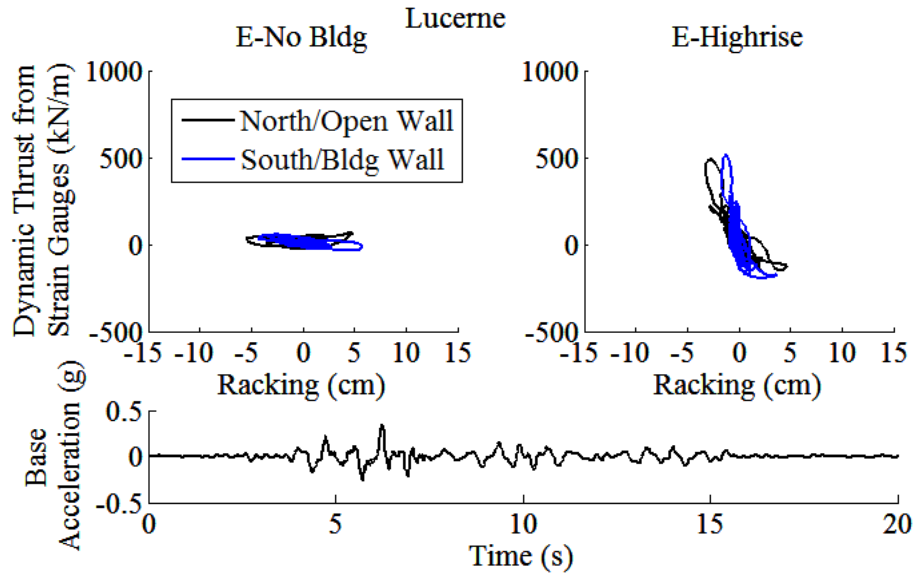 Lucerne
E-No Bldg
E-Highrise
Dynamic Thrust from
Strain Gauges (kN/m)
1000
500
0
-500
North/Open Wall
South/Bldg Wall
-15 -10 -5 0 5 10 15
Racking (cm)
1000
500
0
-500
-15 -10 -5 0 5 10 15
Racking (cm)
Base
Acceleration (g)
0.5
0
-0.5
0 5 10 15 20
Time (s)